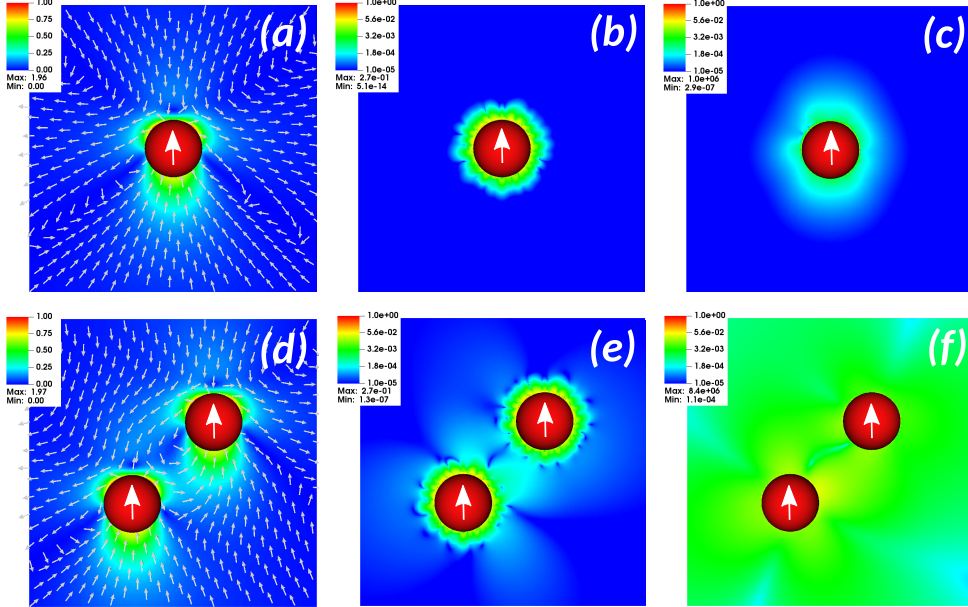 1.00
(a)
0.75
0.50
0.25
0.00
Max: 1.96
Min: 0.00
1.0e+00
(b)
5.6e-02
3.2e-03
1.8e-04
1.0e-05
Max: 2.7e-01
Min: 5.1e-14
1.0e+00
(c)
5.6e-02
3.2e-03
1.8e-04
1.0e-05
Max: 1.0e+06
Min: 2.9e-07
1.00
(d)
0.75
0.50
0.25
0.00
Max: 1.97
Min: 0.00
1.0e+00
(e)
5.6e-02
3.2e-03
1.8e-04
1.0e-05
Max: 2.7e-01
Min: 1.3e-07
1.0e+00
(f)
5.6e-02
3.2e-03
1.8e-04
1.0e-05
Max: 8.4e+06
Min: 1.1e-04